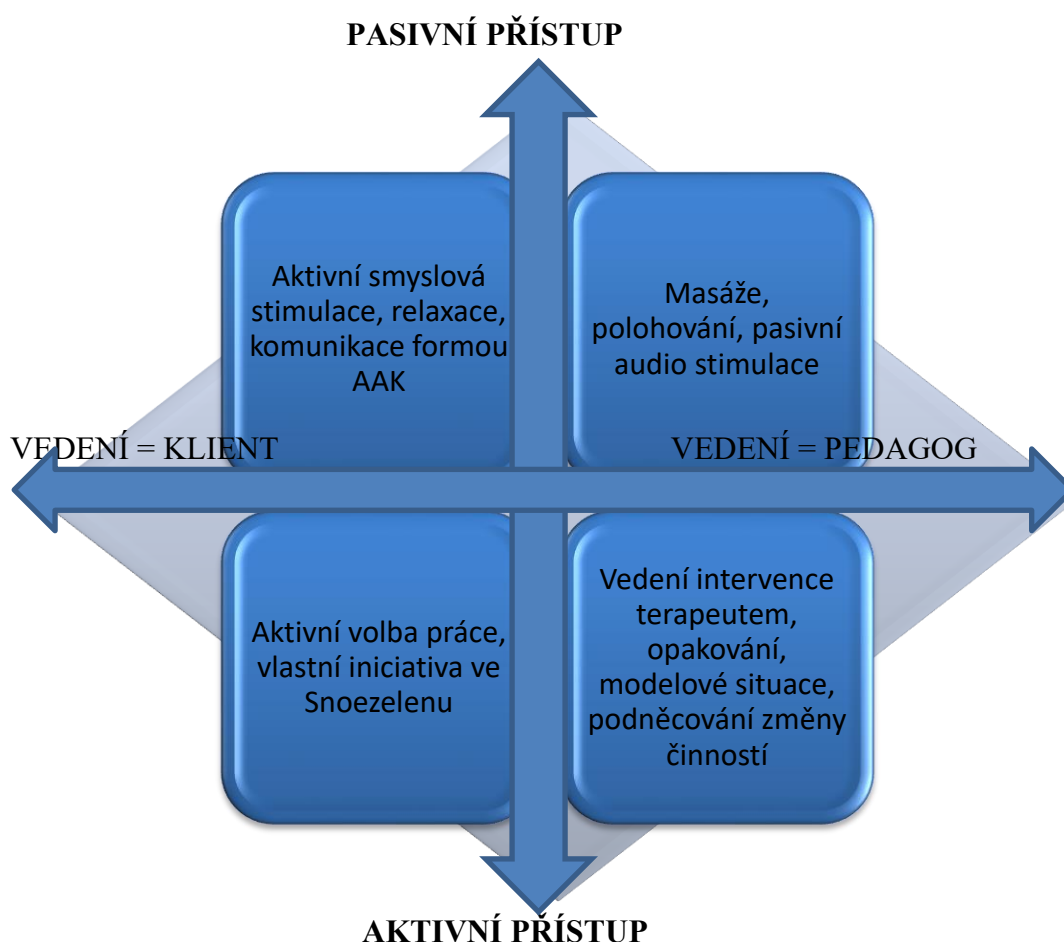 PASIVNÍ PŘÍSTUP
Aktivní smyslová
stimulace, relaxace,
komunikace formou
AAK
Masáže,
polohování, pasivní
audio stimulace
VEDENÍ = KLIENT
VEDENÍ = PEDAGOG
Aktivní volba práce,
vlastní iniciativa ve
Snoezelenu
Vedení intervence
terapeutem,
opakování,
modelové situace,
podněcování změny
činností
AKTIVNÍ PŘÍSTUP